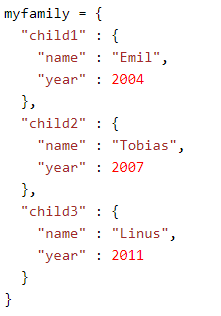 myfamily = {
  "child1" : {
    "name" : "Emil",
    "year" : 2004
  },
  "child2" : {
    "name" : "Tobias",
    "year" : 2007
  },
  "child3" : {
    "name" : "Linus",
    "year" : 2011
  }
}